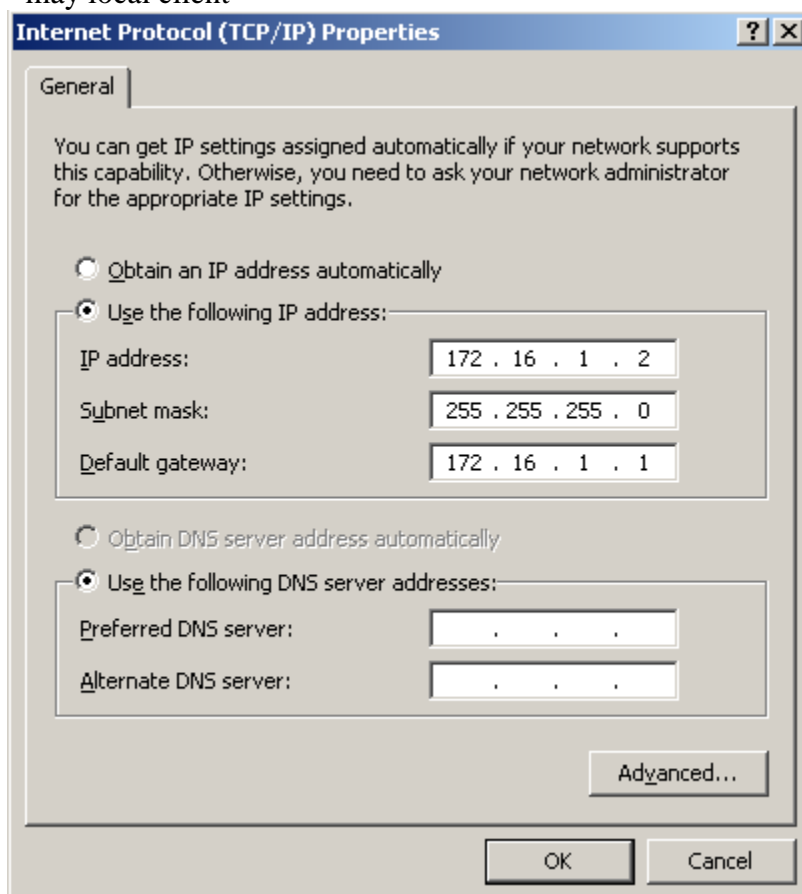 may local client
Internet Protocol (TCP/IP) Properties
General
You can get IP settings assigned automatically if your network supports
this capability. Otherwise, you need to ask your network administrator
for the appropriate IP settings.
Obtain an IP address automatically
Use the following IP address:
IP address: 172 . 16 . 1 . 2
Subnet mask: 255 . 255 . 255 . 0
Default gateway: 172 . 16 . 1 . 1
Obtain DNS server address automatically
Use the following DNS server addresses:
Preferred DNS server: . . .
Alternate DNS server: . . .
Advanced...
OK Cancel